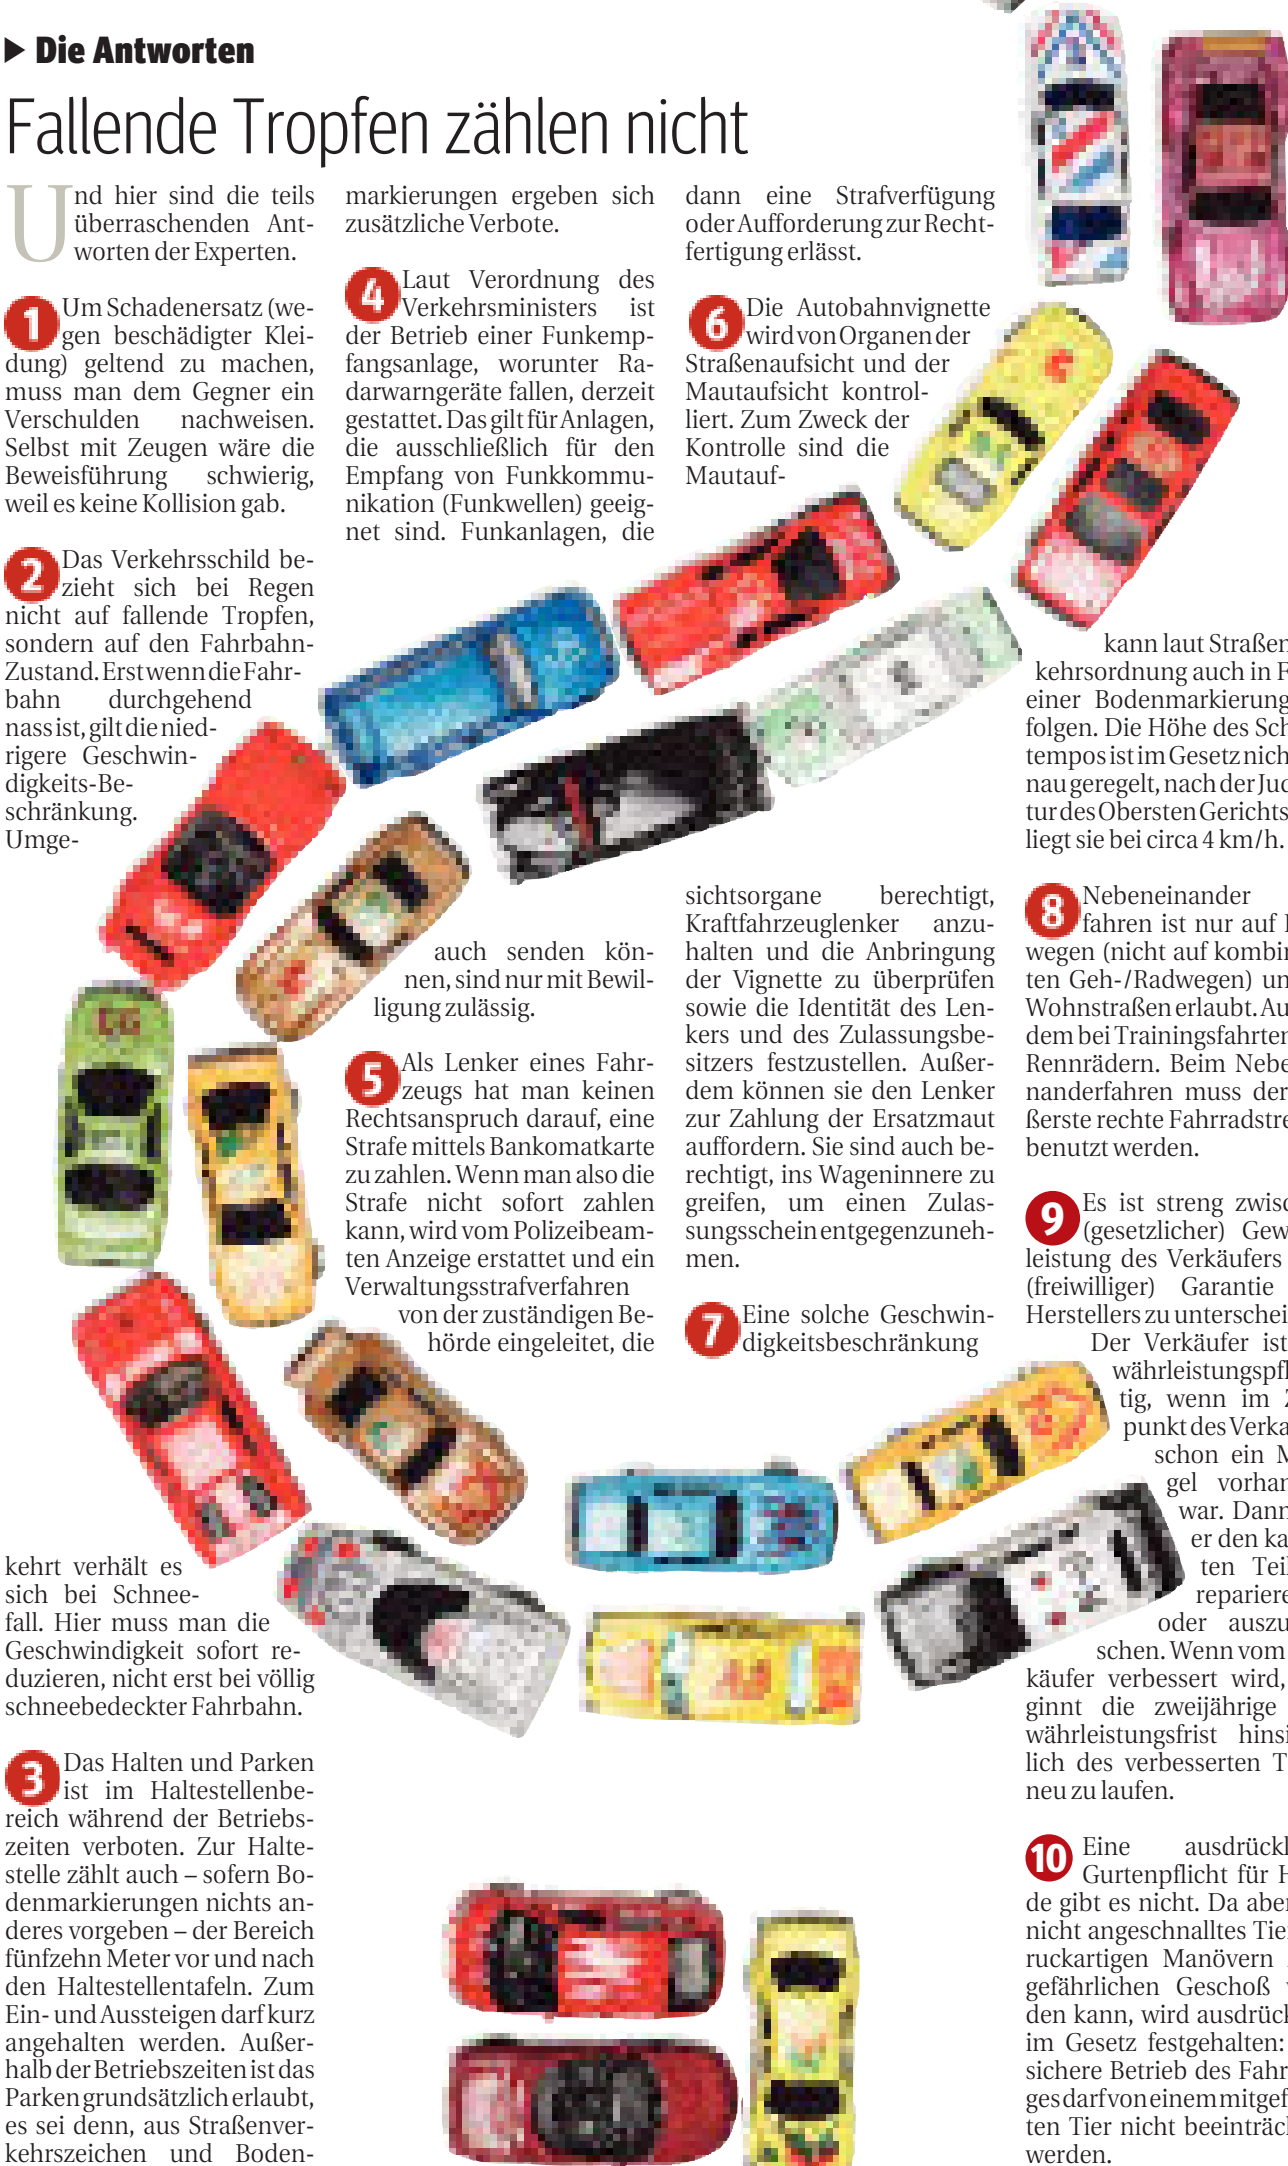 Die Antworten
Fallende Tropfen zählen nicht
Und hier sind die teils
überraschenden Ant-
worten der Experten.
1 Um Schadenersatz (we-
gen beschädigter Klei-
dung) geltend zu machen,
muss man dem Gegner ein
Verschulden nachweisen.
Selbst mit Zeugen wäre die
Beweisführung schwierig,
weil es keine Kollision gab.
2 Das Verkehrsschild be-
zieht sich bei Regen
nicht auf fallende Tropfen,
sondern auf den Fahrbahn-
Zustand. Erst wenn die Fahr-
bahn durchgehend
nass ist, gilt die nied-
rigere Geschwin-
digkeits-Be-
schränkung.
Umge-
kehrt verhält es
sich bei Schnee-
fall. Hier muss man die
Geschwindigkeit sofort re-
duzieren, nicht erst bei völlig
schneebedeckter Fahrbahn.
3 Das Halten und Parken
ist im Haltestellenbe-
reich während der Betriebs-
zeiten verboten. Zur Halte-
stelle zählt auch – sofern Bo-
denmarkierungen nichts an-
deres vorgeben – der Bereich
fünfzehn Meter vor und nach
den Haltestellentafeln. Zum
Ein- und Aussteigen darf kurz
angehalten werden. Außer-
halb der Betriebszeiten ist das
Parken grundsätzlich erlaubt,
es sei denn, aus Straßenver-
kehrszeichen und Boden-
markierungen ergeben sich
zusätzliche Verbote.
4 Laut Verordnung des
Verkehrsministers ist
der Betrieb einer Funkemp-
fangsanlage, worunter Ra-
darwarngeräte fallen, derzeit
gestattet. Das gilt für Anlagen,
die ausschließlich für den
Empfang von Funkkommu-
nikation (Funkwellen) geeig-
net sind. Funkanlagen, die
auch senden kön-
nen, sind nur mit Bewil-
ligung zulässig.
5 Als Lenker eines Fahr-
zeugs hat man keinen
Rechtsanspruch darauf, eine
Strafe mittels Bankomatkarte
zu zahlen. Wenn man also die
Strafe nicht sofort zahlen
kann, wird vom Polizeibeam-
ten Anzeige erstattet und ein
Verwaltungsstrafverfahren
von der zuständigen Be-
hörde eingeleitet, die
dann eine Strafverfügung
oder Aufforderung zur Recht-
fertigung erlässt.
6 Die Autobahnvignette
wird von Organen der
Straßenaufsicht und der
Mautaufsicht kontrol-
liert. Zum Zweck der
Kontrolle sind die
Mautauf-
sichtsorgane berechtigt,
Kraftfahrzeuglenker anzu-
halten und die Anbringung
der Vignette zu überprüfen
sowie die Identität des Len-
kers und des Zulassungsbe-
sitzers festzustellen. Außer-
dem können sie den Lenker
zur Zahlung der Ersatzmaut
auffordern. Sie sind auch be-
rechtigt, ins Wageninnere zu
greifen, um einen Zulas-
sungsschein entgegenzuneh-
men.
7 Eine solche Geschwin-
digkeitsbeschränkung
kann laut Straßen
kehrsordnung auch in F
einer Bodenmarkierung
folgen. Die Höhe des Sch
tempos ist im Gesetz nich
nau geregelt, nach der Jud
tur des Obersten Gerichts
liegt sie bei circa 4 km/h.
8 Nebeneinander
fahren ist nur auf
wegen (nicht auf kombin
ten Geh-/Radwegen) un
Wohnstraßen erlaubt. Au
dem bei Trainingsfahrten
Rennrädern. Beim Nebe
nanderfahren muss der
ßerste rechte Fahrradstre
benutzt werden.
9 Es ist streng zwisc
(gesetzlicher) Gew
leistung des Verkäufers
(freiwilliger) Garantie
Herstellers zu unterschei
Der Verkäufer ist
währleistungspfl
tig, wenn im Z
punkt des Verka
schon ein M
gel vorhan
war. Dann
er den ka
ten Teil
reparier
oder auszu
schen. Wenn vom
käufer verbessert wird,
ginnt die zweijährige
währleistungsfrist hinsi
lich des verbesserten T
neu zu laufen.
10 Eine ausdrückl
Gurtenpflicht für H
de gibt es nicht. Da aber
nicht angeschnalltes Tier
ruckartigen Manövern
gefährlichen Geschoß
den kann, wird ausdrück
im Gesetz festgehalten:
sichere Betrieb des Fahr
ges darf von einem mitgef
ten Tier nicht beeinträc
werden.